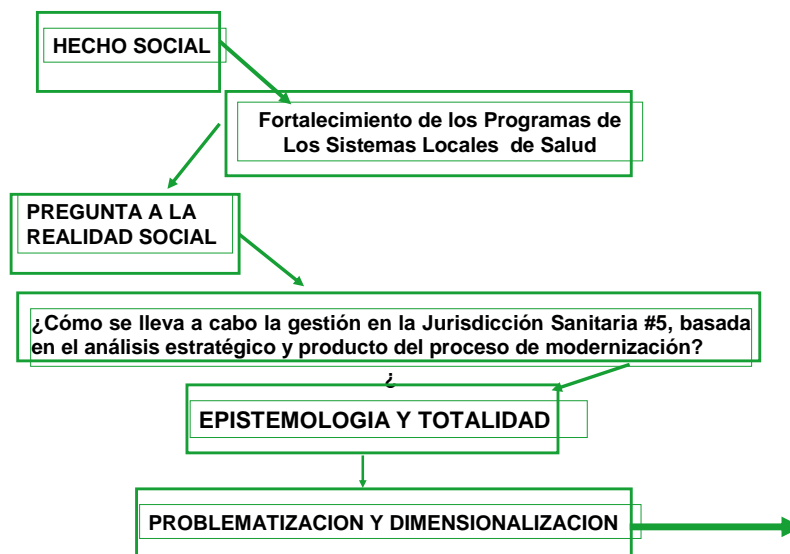 HECHO SOCIAL
Fortalecimiento de los Programas de
Los Sistemas Locales de Salud
PREGUNTA A LA
REALIDAD SOCIAL
¿Cómo se lleva a cabo la gestión en la Jurisdicción Sanitaria #5, basada
en el análisis estratégico y producto del proceso de modernización?
¿
EPISTEMOLOGIA Y TOTALIDAD
PROBLEMATIZACION Y DIMENSIONALIZACION